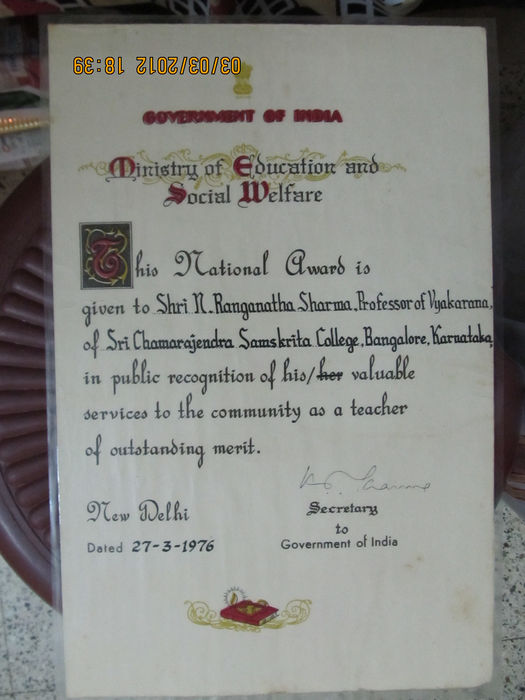 03/03/2012 18:39
GOVERNMENT OF INDIA
Ministry of Education and
Social Welfare
This National Award is
given to Shri N. Ranganatha Sharma, Professor of Vyakarana,
of Sri Chamarajendra Samskrita College, Bangalore, Karnataka,
in public recognition of his/her valuable
services to the community as a teacher
of outstanding merit.
New Delhi
Secretary
to
Dated 27-3-1976
Government of India